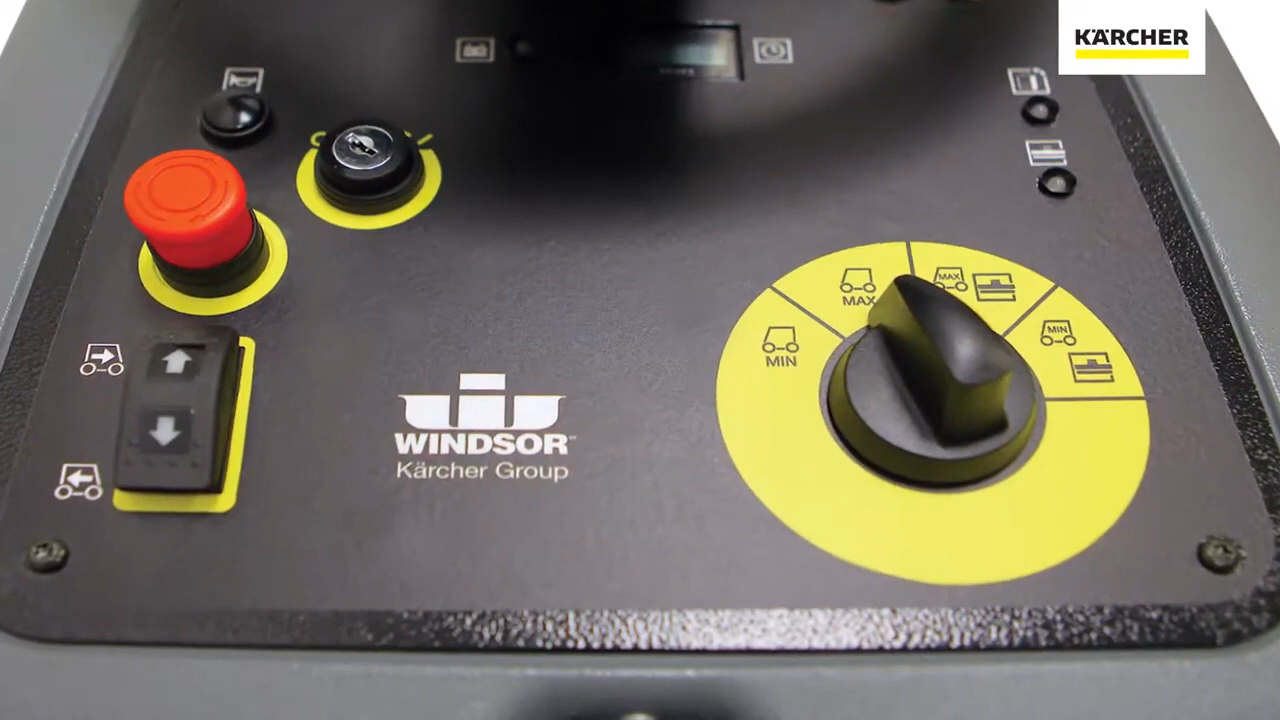 KÄRCHER
MAX
MAX
MIN
MIN
WINDSOR
Kärcher Group